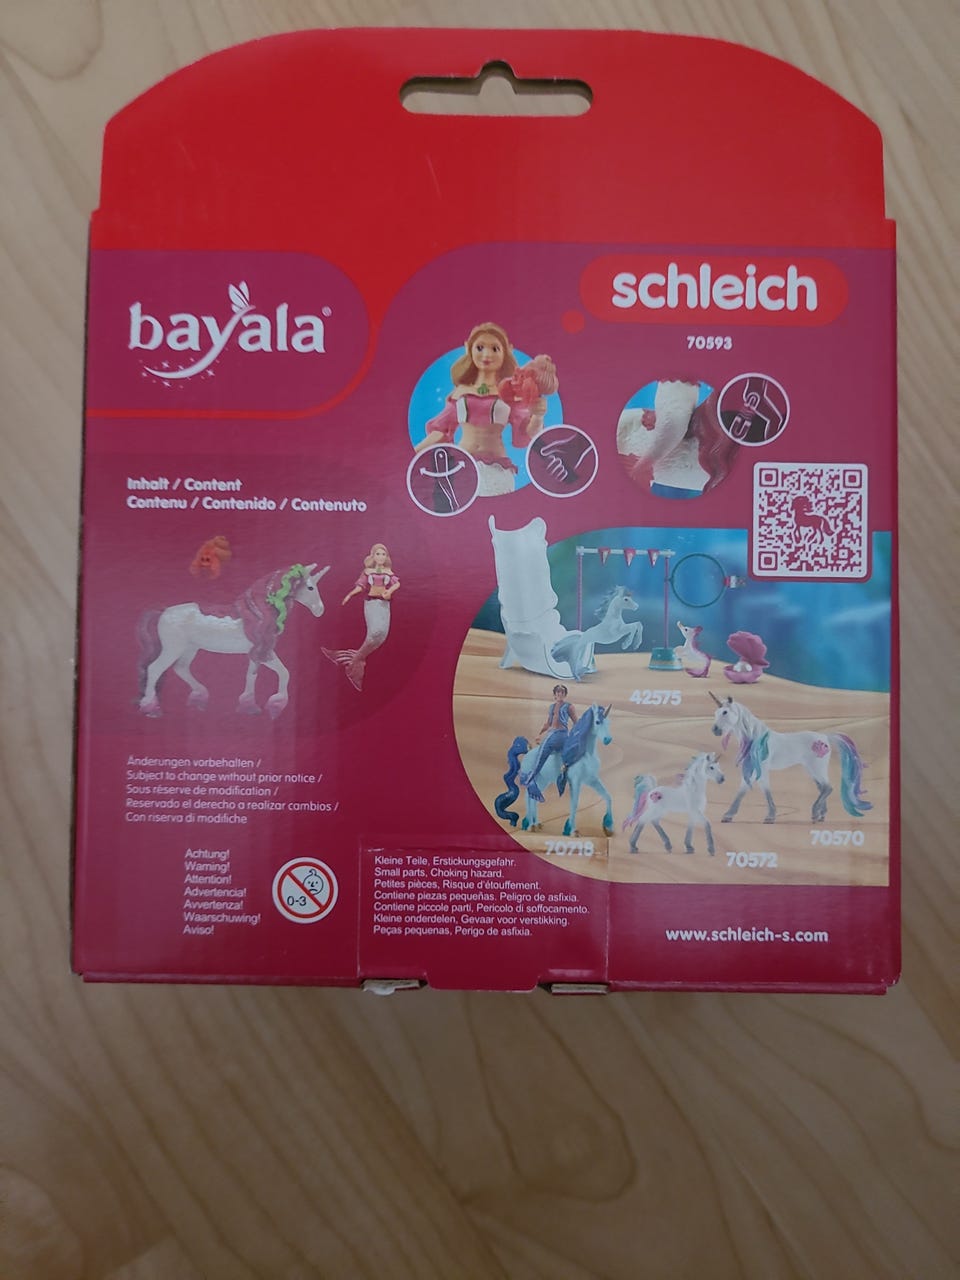 bayala®
schleich
70593
Inhalt / Content
Contenu / Contenido / Contenuto
42575
70718
70572
70570
Änderungen vorbehalten /
Subject to change without prior notice /
Sous réserve de modification /
Reservado el derecho a realizar cambios /
Con riserva di modifiche
Achtung!
Warning!
Attention!
Advertencia!
Avvertenza!
Waarschuwing!
Aviso!
0-3
Kleine Teile, Erstickungsgefahr.
Small parts, Choking hazard.
Petites pièces, Risque d'étouffement.
Contiene piezas pequeñas. Peligro de asfixia.
Contiene piccole parti, Pericolo di soffocamento.
Kleine onderdelen, Gevaar voor verstikking.
Peças pequenas, Perigo de asfixia.
www.schleich-s.com